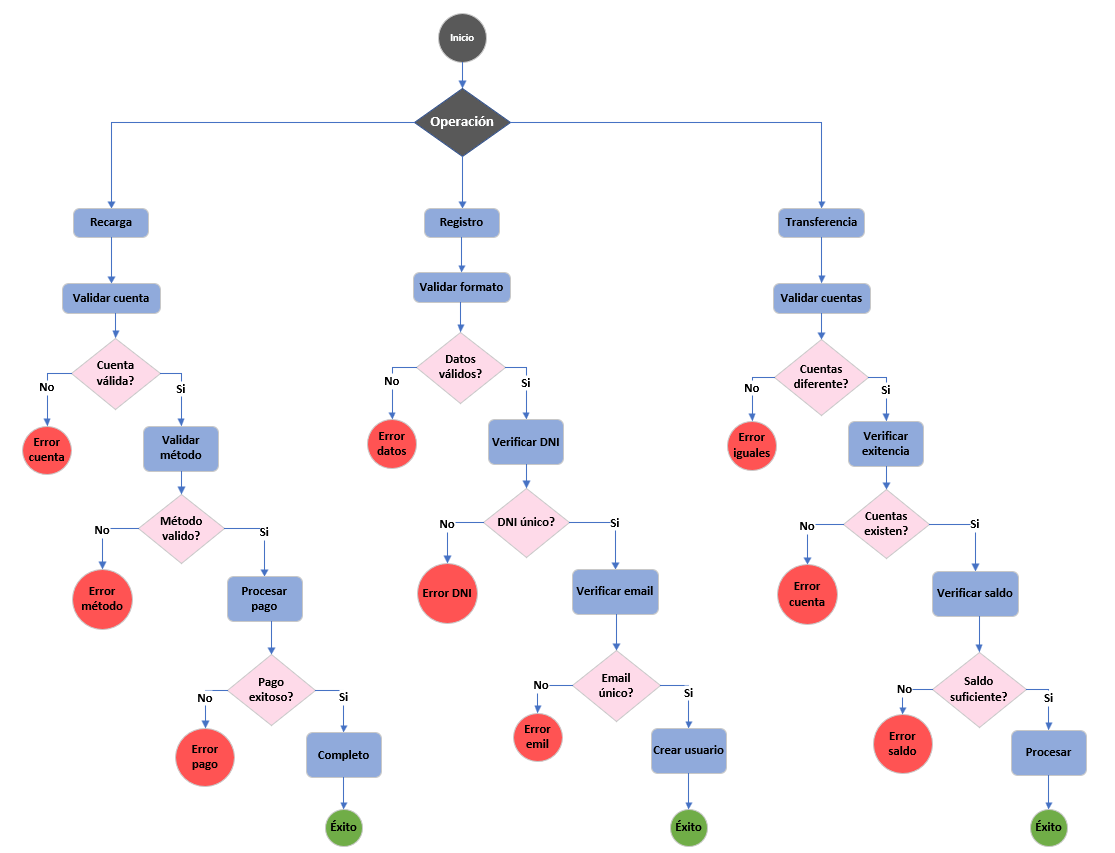 Inicio
Operación
Recarga
Registro
Transferencia
Validar cuenta
Validar formato
Validar cuentas
Cuenta
válida?
No
Si
Datos
válidos?
No
Si
Cuentas
diferente?
No
Si
Error
cuenta
Validar
método
Error
datos
Verificar DNI
Error
iguales
Verificar
exitencia
Método
valido?
No
Si
DNI único?
No
Si
Cuentas
existen?
No
Si
Error
método
Procesar
pago
Error DNI
Verificar email
Error
cuenta
Verificar saldo
Pago
exitoso?
No
Si
Email
único?
No
Si
Saldo
suficiente?
No
Si
Error
pago
Completo
Error
emil
Crear usuario
Error
saldo
Procesar
Éxito
Éxito
Éxito